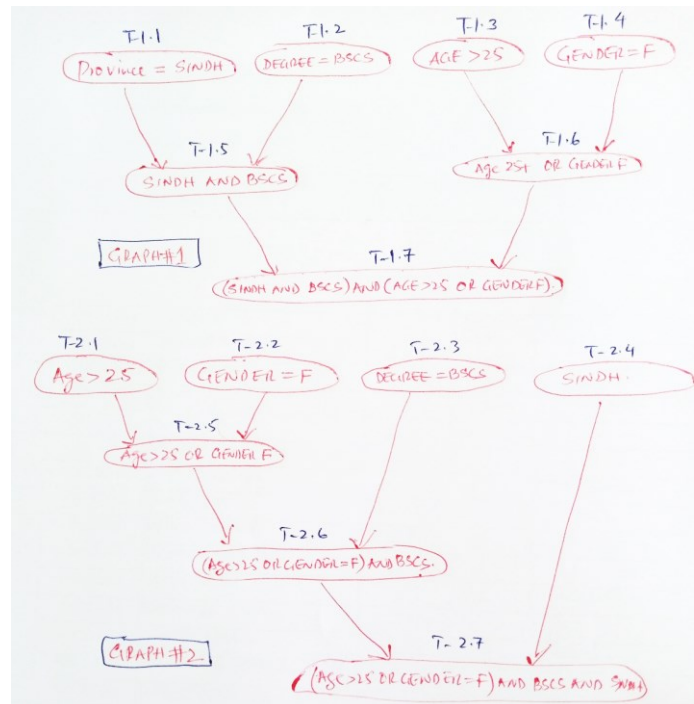 T-1.1 T-1.2 T-1.3 T-1.4
Province = SINDH DEGREE = BSCS AGE >25 GENDER = F
T-1.5 T-1.6
SINDH AND BSCS Age 25+ OR GENDER F
GRAPH#1 T-1.7
(SINDH AND BSCS) AND (AGE>25 OR GENDERF).
T-2.1 T-2.2 T-2.3 T-2.4
Age > 25 GENDER = F DEGREE = BSCS SINDH.
T-2.5
Age>25 OR GENDER F
T-2.6
(Age>25 OR GENDER=F) AND BSCS.
GRAPH#2 T-2.7
(Age>25 OR GENDER=F) AND BSCS AND SINDH)